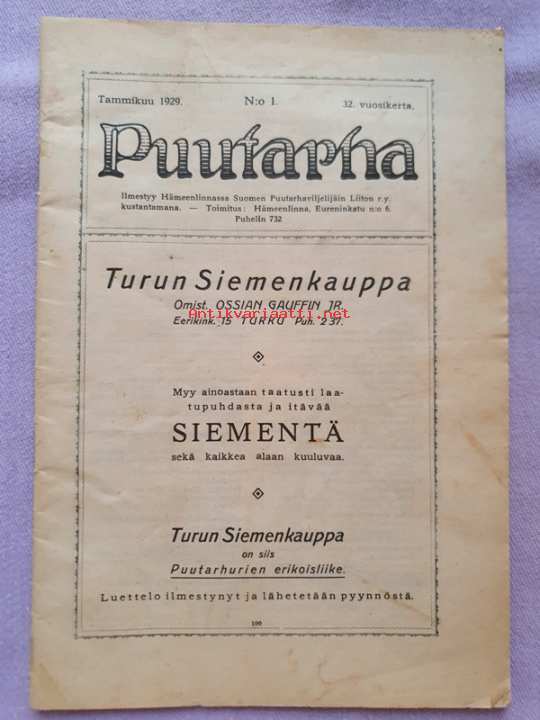 Tammikuu 1929. N:o 1. 32. vuosikerta.
Puutarha
Ilmestyy Hämeenlinnassa Suomen Puutarhaviljelijäin Liiton r.y.
kustantamana. — Toimitus: Hämeenlinna, Eureninkatu n:o 6.
Puhelin 732
Turun Siemenkauppa
Omist. OSSIAN GAUFFIN JR.
Antikvariaatti.net
Eerikink. 15 TURKU Puh. 2 37.
Myy ainoastaan taatusti laa-
tupuhdasta ja itävää
SIEMENTÄ
sekä kaikkea alaan kuuluvaa.
Turun Siemenkauppa
on siis
Puutarhurien erikoisliike.
Luettelo ilmestynyt ja lähetetään pyynnöstä.
100